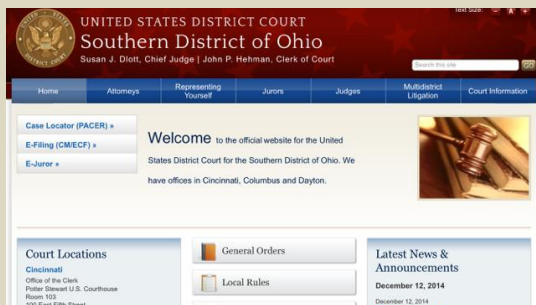 Text Size: – A +
UNITED STATES DISTRICT COURT
Southern District of Ohio
Susan J. Dlott, Chief Judge | John P. Hehman, Clerk of Court
Search this site
GO
Home
Attorneys
Representing
Yourself
Jurors
Judges
Multidistrict
Litigation
Court Information
Case Locator (PACER) »
E-Filing (CM/ECF) »
E-Juror »
Welcome to the official website for the United
States District Court for the Southern District of Ohio. We
have offices in Cincinnati, Columbus and Dayton.
Court Locations
Cincinnati
Office of the Clerk
Potter Stewart U.S. Courthouse
Room 103
100 East Fifth Street
General Orders
Local Rules
Latest News &
Announcements
December 12, 2014
December 12, 2014